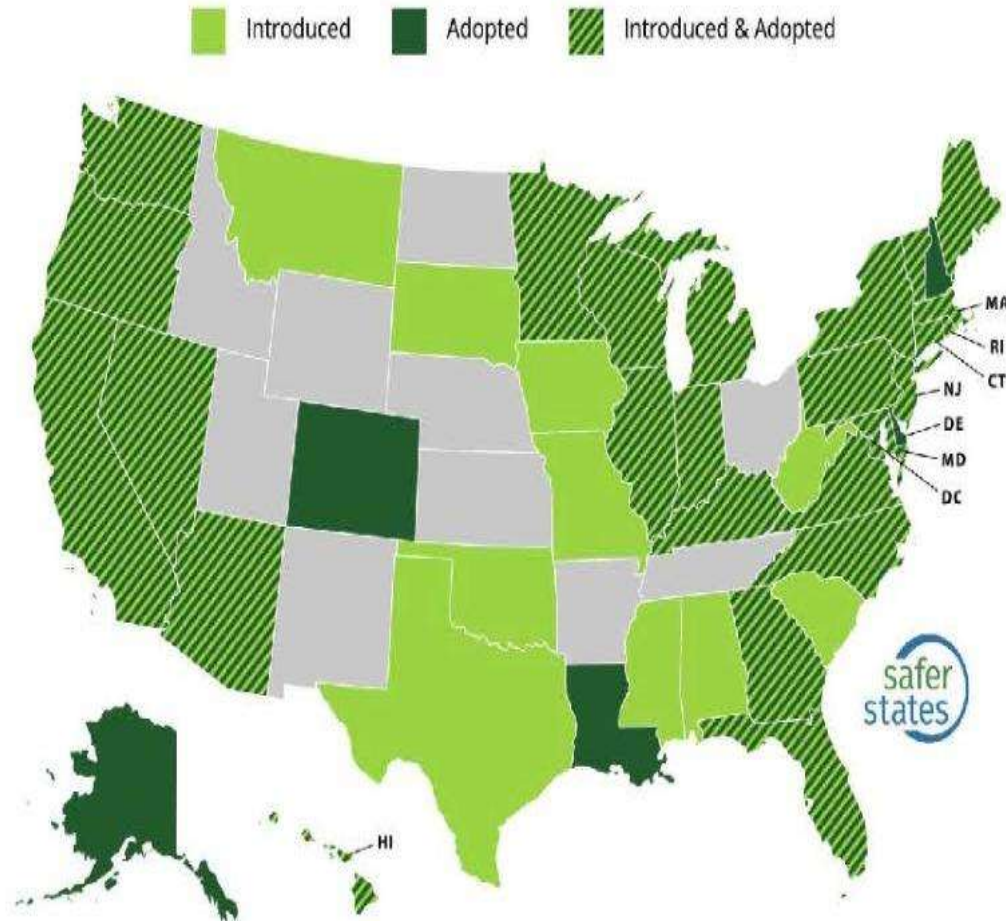 Introduced Adopted Introduced & Adopted
MA
RI
CT
NJ
DE
MD
DC
HI
safer
states